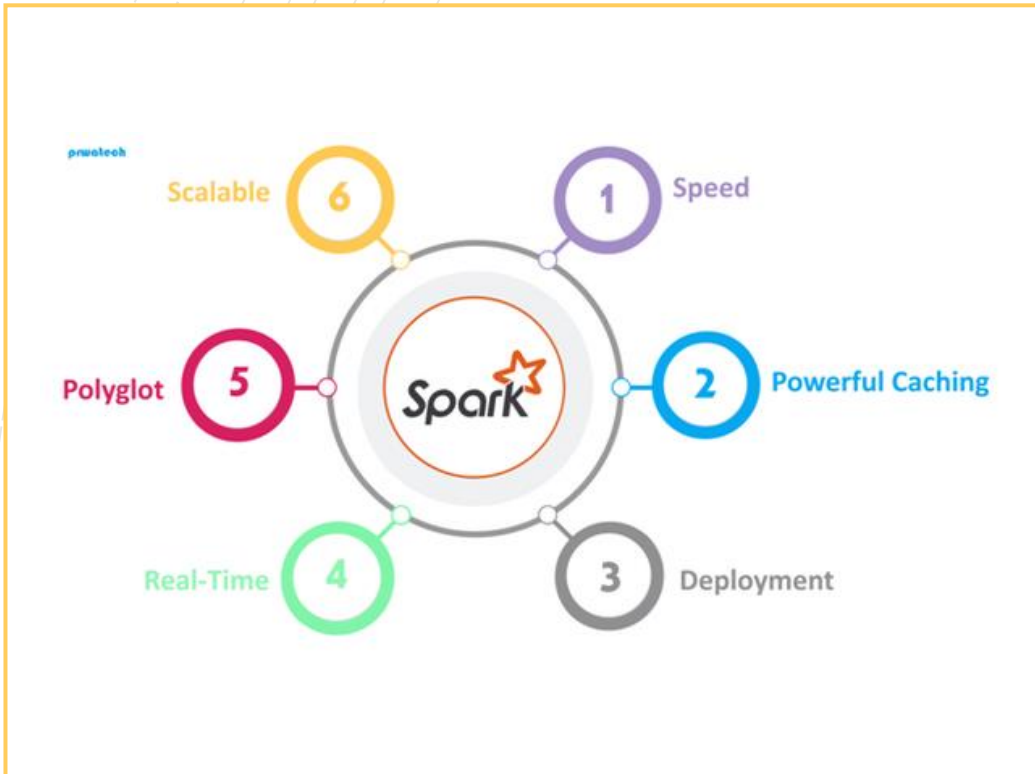 prwatech
Scalable
6
1
Speed
Polyglot
5
Spark
2
Powerful Caching
Real-Time
4
3
Deployment